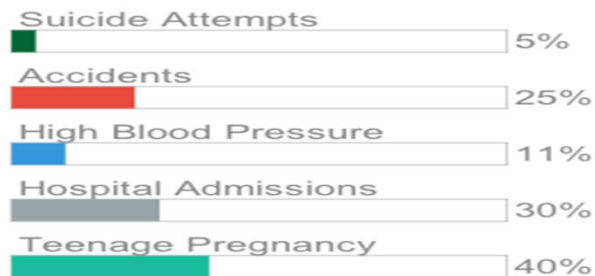 Suicide Attempts
5%
Accidents
25%
High Blood Pressure
11%
Hospital Admissions
30%
Teenage Pregnancy
40%